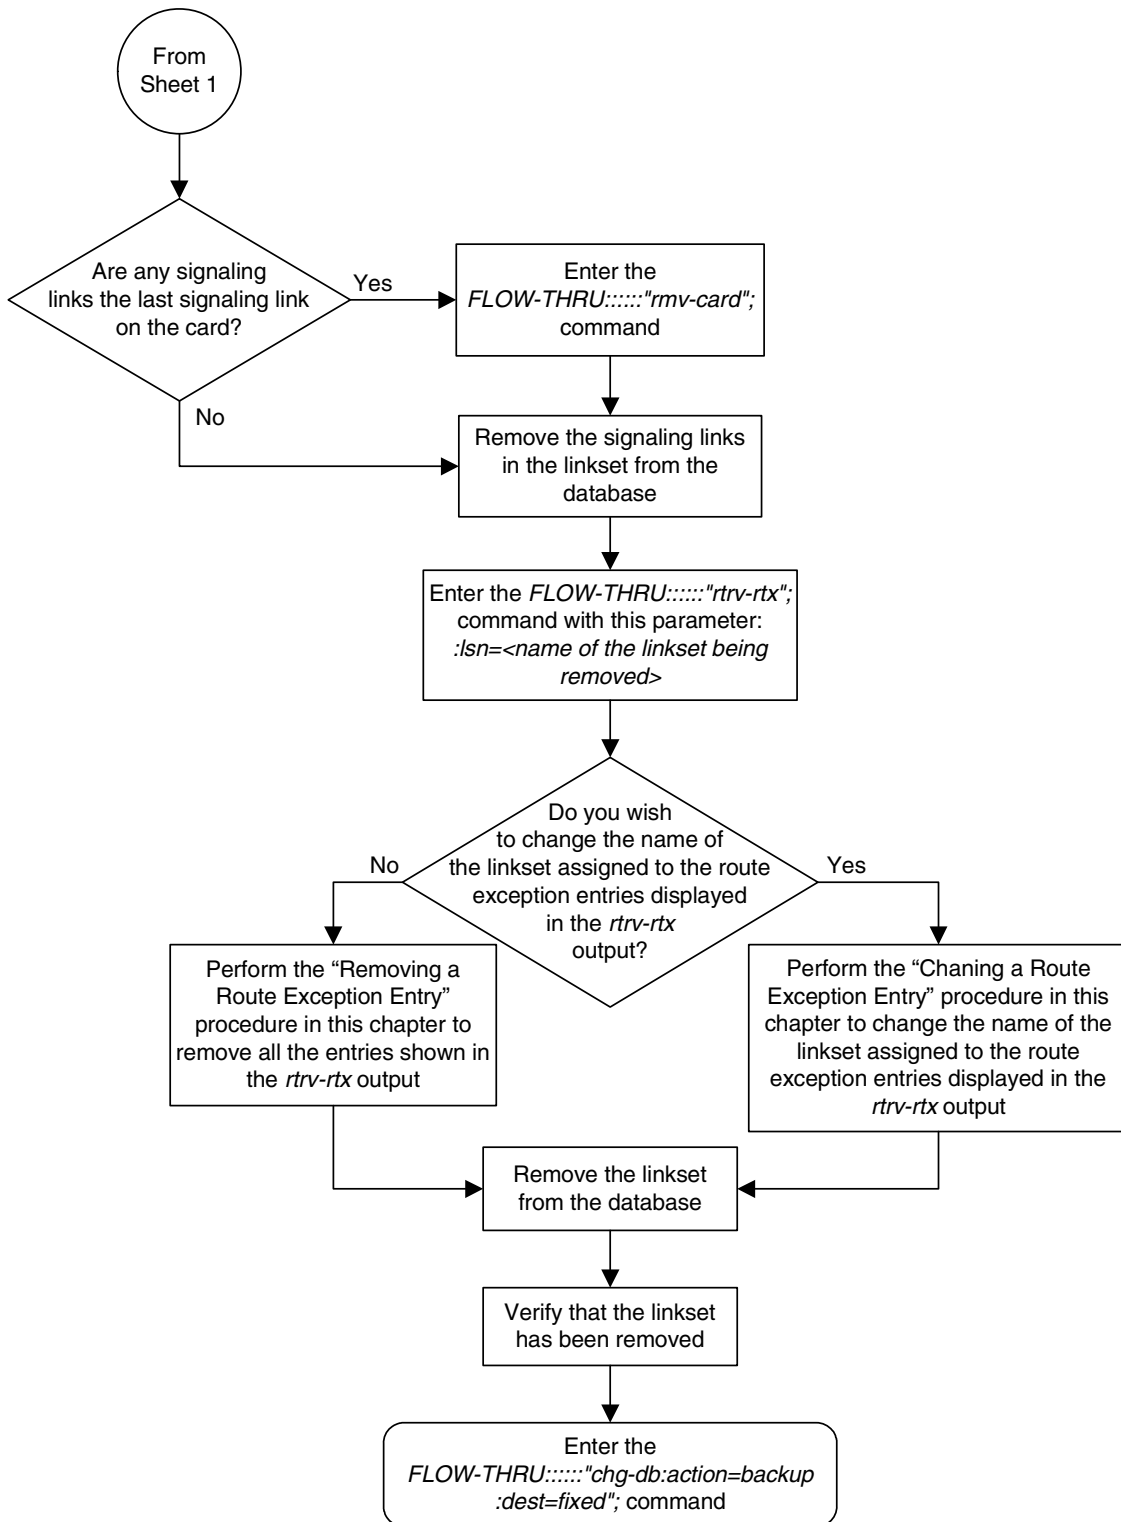 From
Sheet 1
Are any signaling
links the last signaling link
on the card?
Yes
Enter the
FLOW-THRU::::::"rmv-card";
command
No
Remove the signaling links
in the linkset from the
database
Enter the FLOW-THRU::::::"rtrv-rtx";
command with this parameter:
:lsn=<name of the linkset being
removed>
Do you wish
to change the name of
the linkset assigned to the route
exception entries displayed
in the rtrv-rtx
output?
No
Yes
Perform the “Removing a
Route Exception Entry”
procedure in this chapter to
remove all the entries shown in
the rtrv-rtx output
Perform the “Chaning a Route
Exception Entry” procedure in this
chapter to change the name of the
linkset assigned to the route
exception entries displayed in the
rtrv-rtx output
Remove the linkset
from the database
Verify that the linkset
has been removed
Enter the
FLOW-THRU::::::"chg-db:action=backup
:dest=fixed"; command